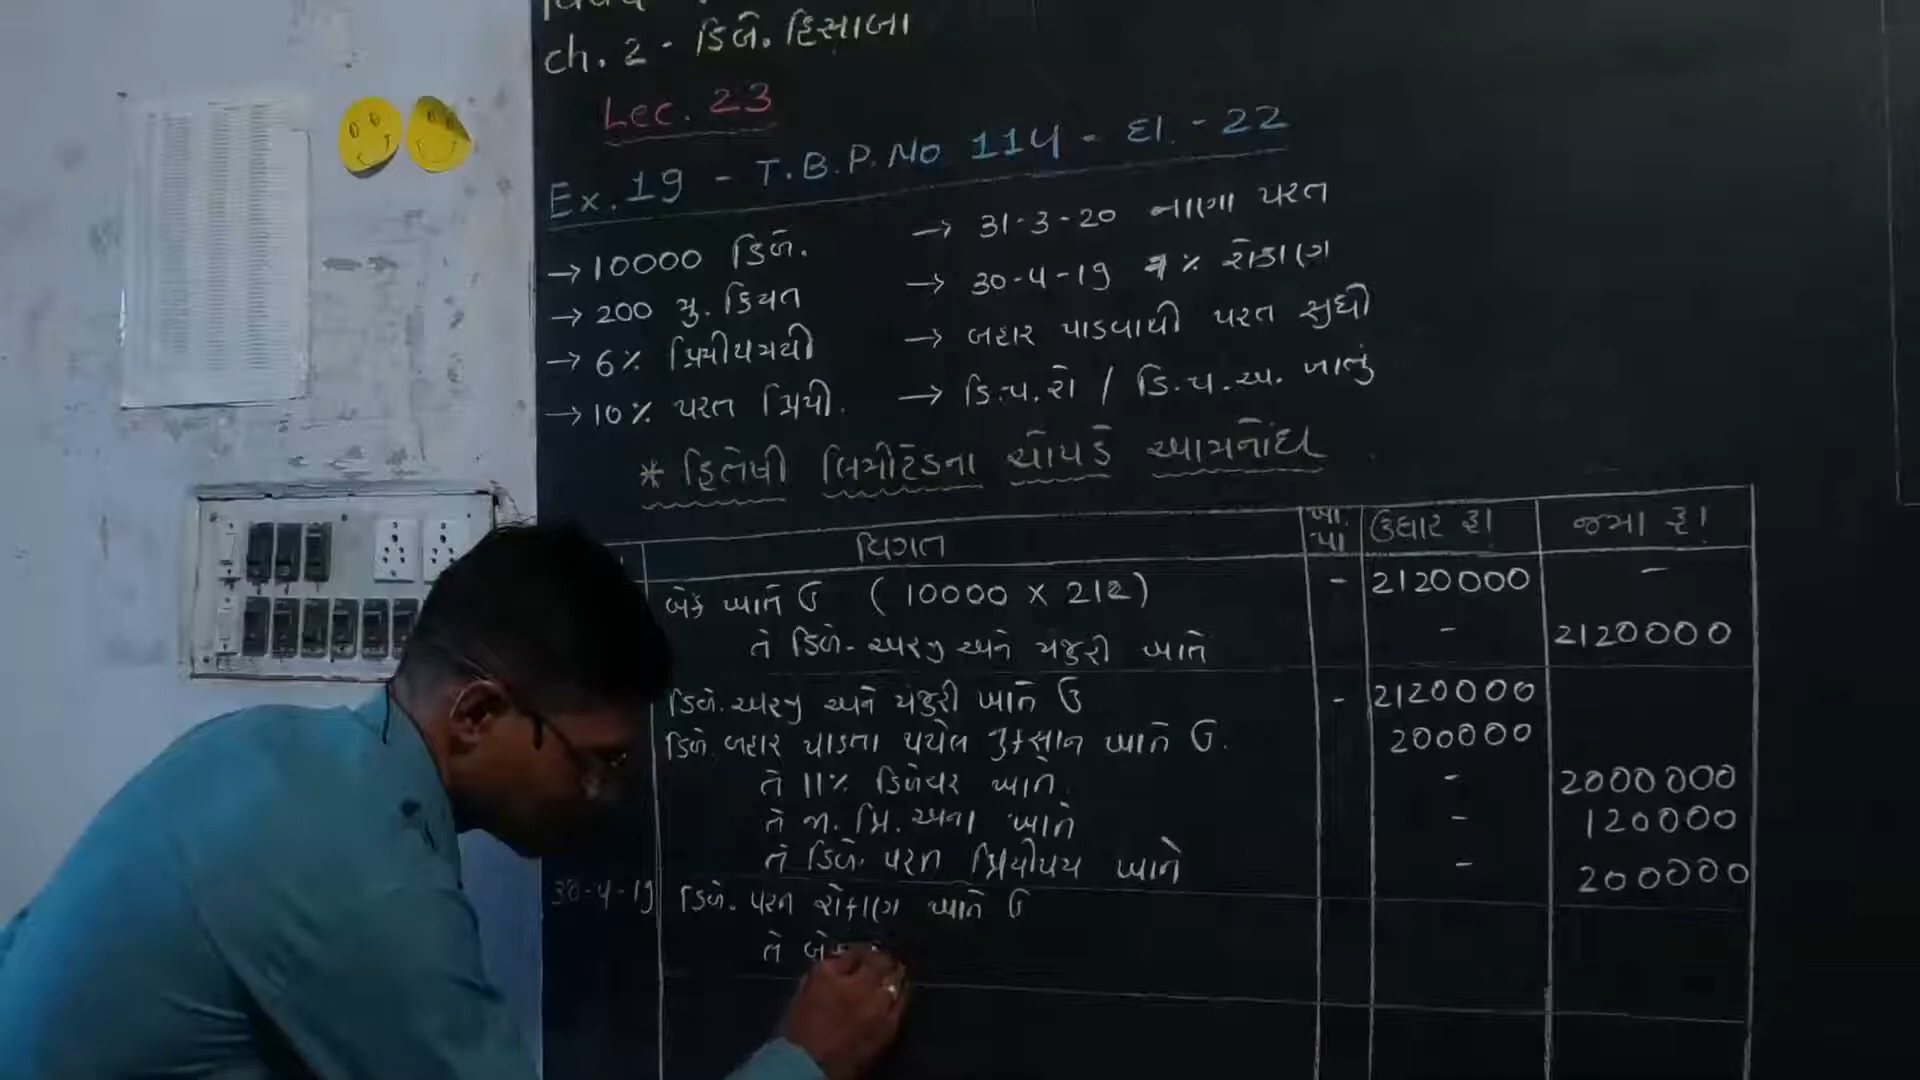 ch. 2 - ડિબે. હિસાબો
Lec. 23
Ex. 19 - T.B.P.No 114 - દા. - 22
→ 10000 ડિબે.
→ 200 મુ. કિંમત
→ 6% પ્રિમીયમથી
→ 10% પરત પ્રિમી.
→ 31-3-20 નાણા પરત
→ 30-4-19 % રોકાણ
→ બહાર પાડવાથી પરત સુધી
→ ડિ.પ.રો / ડિ.પ.અ. ખાતું
* હિતેષી લિમીટેડના ચોપડે આમનોંધ
વિગત ખા. પા ઉધાર રૂ। જમા રૂ।
બેંક ખાતે ઉ (10000 x 212) - 2120000 -
તે ડિબે. અરજી અને મંજુરી ખાતે - 2120000
ડિબે. અરજી અને મંજુરી ખાતે ઉ - 2120000
ડિબે. બહાર પાડતા થયેલ નુકસાન ખાતે ઉ. 200000
તે 11% ડિબેંચર ખાતે. - 2000000
તે જા. પ્રિ. અના ખાતે - 120000
તે ડિબે. પરત પ્રિમીયમ ખાતે - 200000
30-4-19 ડિબે. પરત રોકાણ ખાતે ઉ
તે બેંક